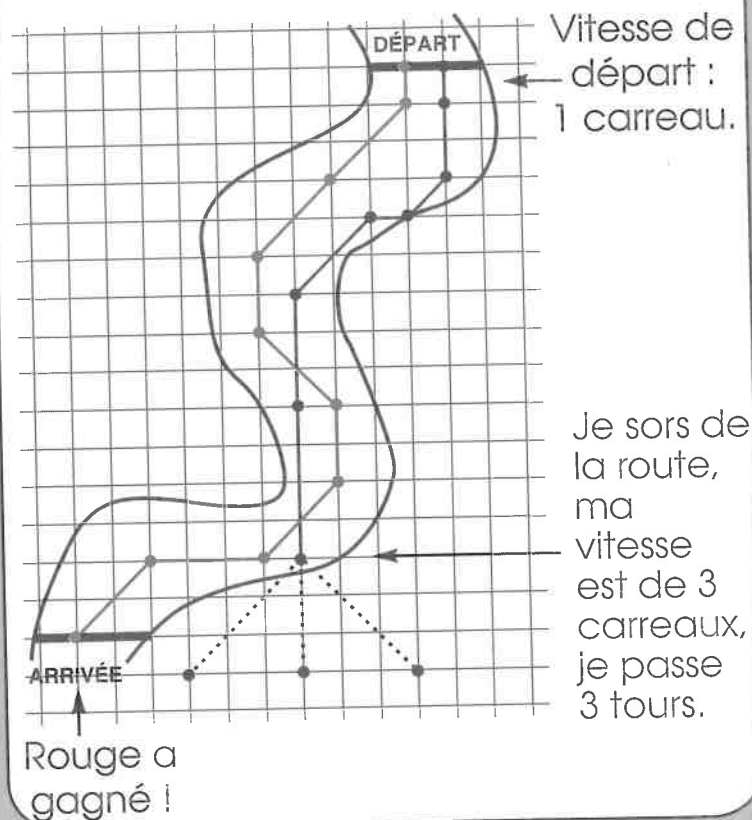 Vitesse de
départ :
1 carreau.
DÉPART
Je sors de
la route,
ma
vitesse
est de 3
carreaux,
je passe
3 tours.
ARRIVÉE
Rouge a
gagné !